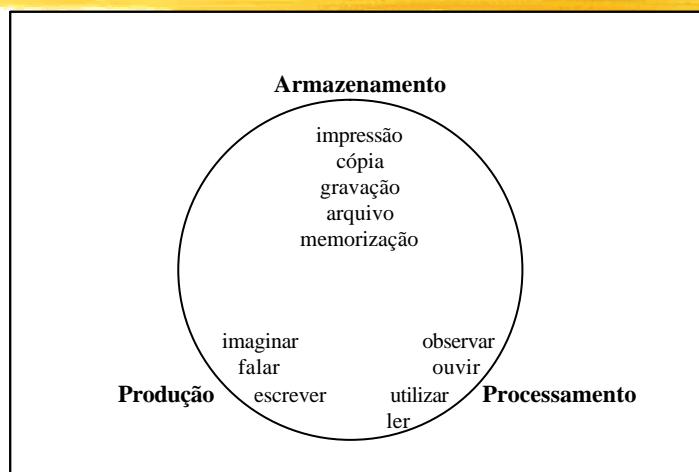 Armazenamento
impressão
cópia
gravação
arquivo
memorização
imaginar
falar
Produção escrever
observar
ouvir
utilizar Processamento
ler